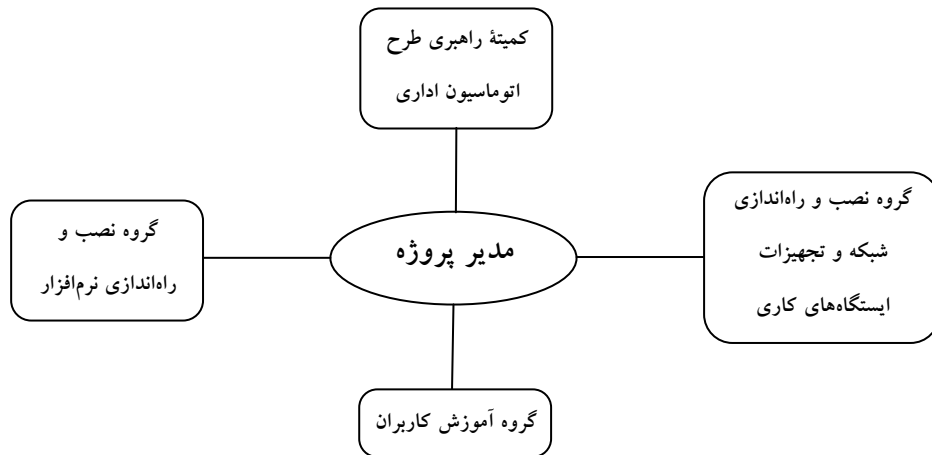 کمیتۀ راهبری طرح
اتوماسیون اداری
گروه نصب و راه‌اندازی
شبکه و تجهیزات
ایستگاه‌های کاری
مدیر پروژه
گروه نصب و
راه‌اندازی نرم‌افزار
گروه آموزش کاربران